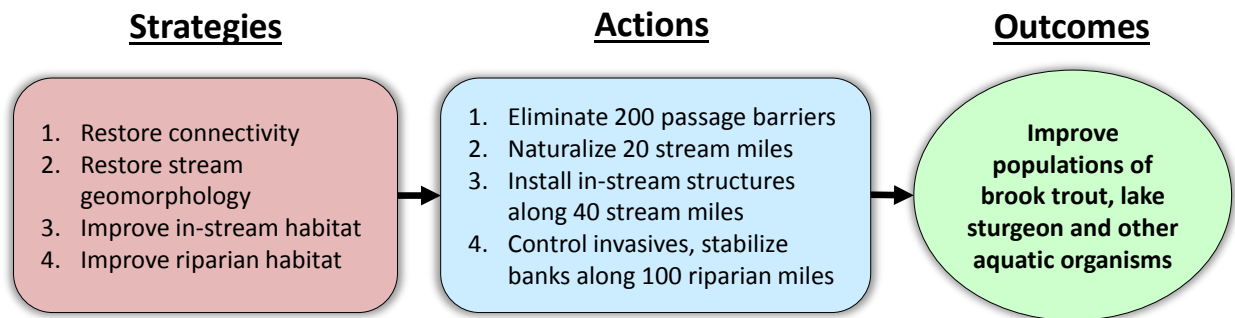 Strategies
1. Restore connectivity
2. Restore stream
geomorphology
3. Improve in-stream habitat
4. Improve riparian habitat
Actions
1. Eliminate 200 passage barriers
2. Naturalize 20 stream miles
3. Install in-stream structures
along 40 stream miles
4. Control invasives, stabilize
banks along 100 riparian miles
Outcomes
Improve
populations of
brook trout, lake
sturgeon and other
aquatic organisms